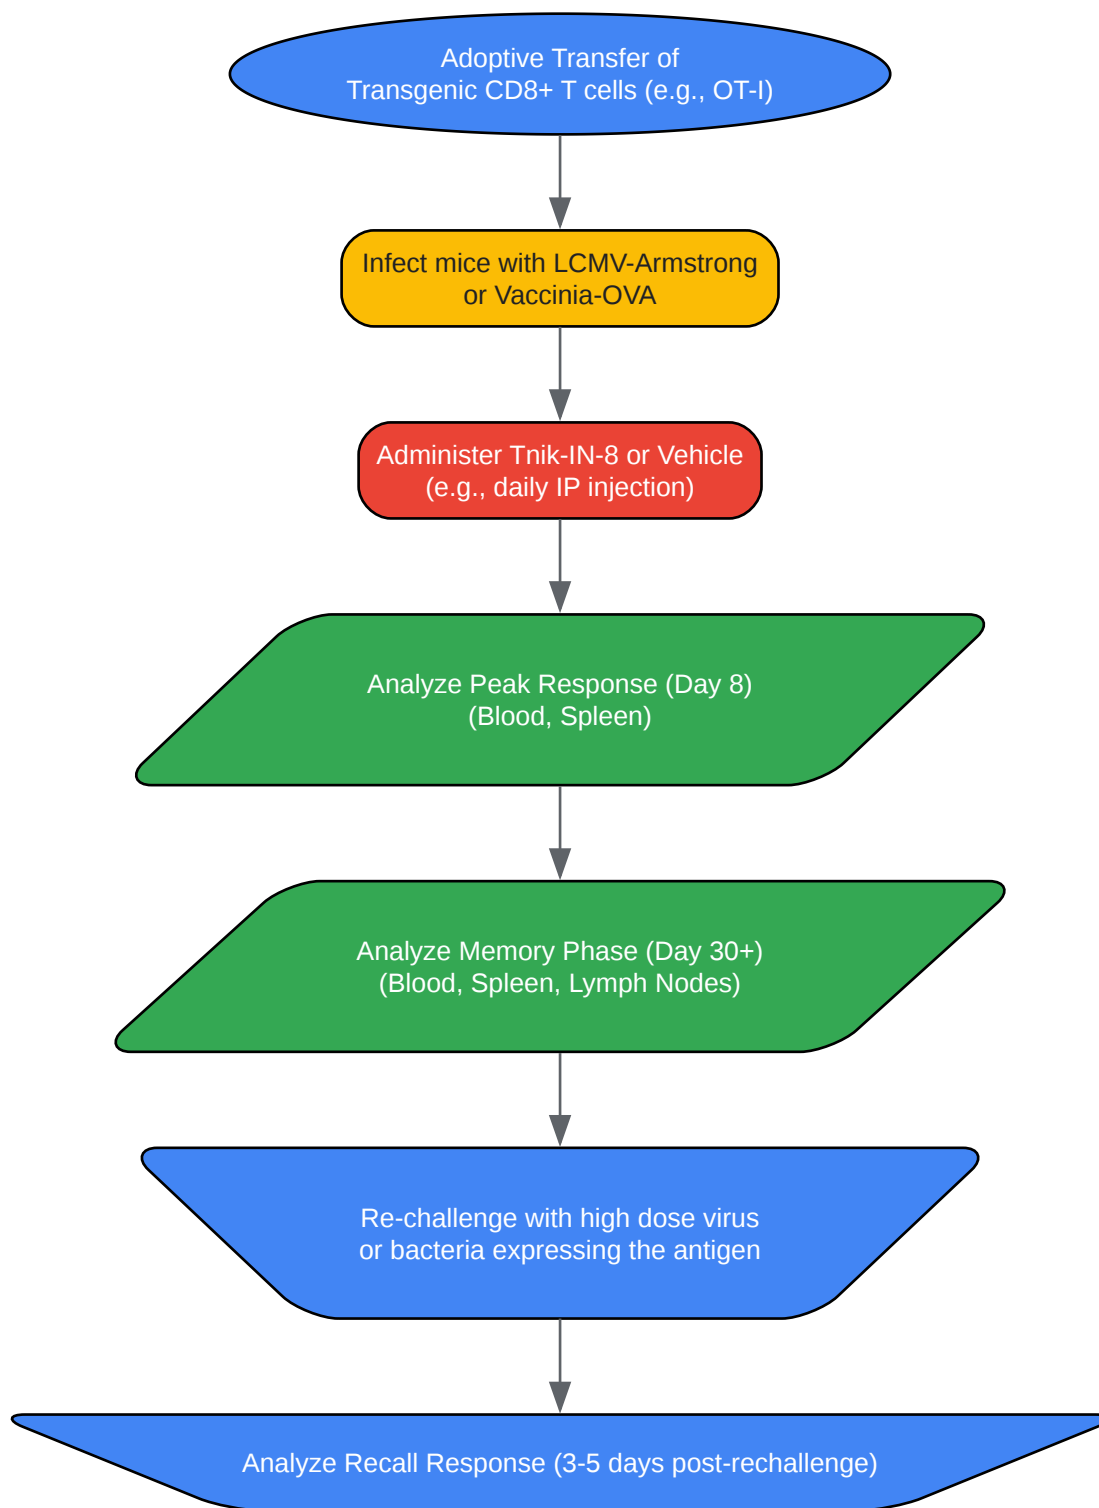 Adoptive Transfer of
Transgenic CD8+ T cells (e.g., OT-I)
Infect mice with LCMV-Armstrong
or Vaccinia-OVA
Administer Tnik-IN-8 or Vehicle
(e.g., daily IP injection)
Analyze Peak Response (Day 8)
(Blood, Spleen)
Analyze Memory Phase (Day 30+)
(Blood, Spleen, Lymph Nodes)
Re-challenge with high dose virus
or bacteria expressing the antigen
Analyze Recall Response (3-5 days post-rechallenge)